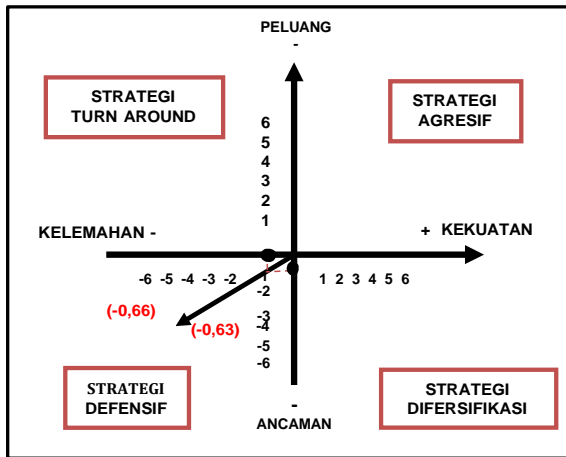 PELUANG
-
STRATEGI
TURN AROUND
STRATEGI
AGRESIF
6
5
4
3
2
1
KELEMAHAN -
+ KEKUATAN
-6 -5 -4 -3 -2
1 2 3 4 5 6
-2
-3
-4
-5
-6
(-0,66)
(-0,63)
STRATEGI
DEFENSIF
STRATEGI
DIFERSIFIKASI
-
ANCAMAN